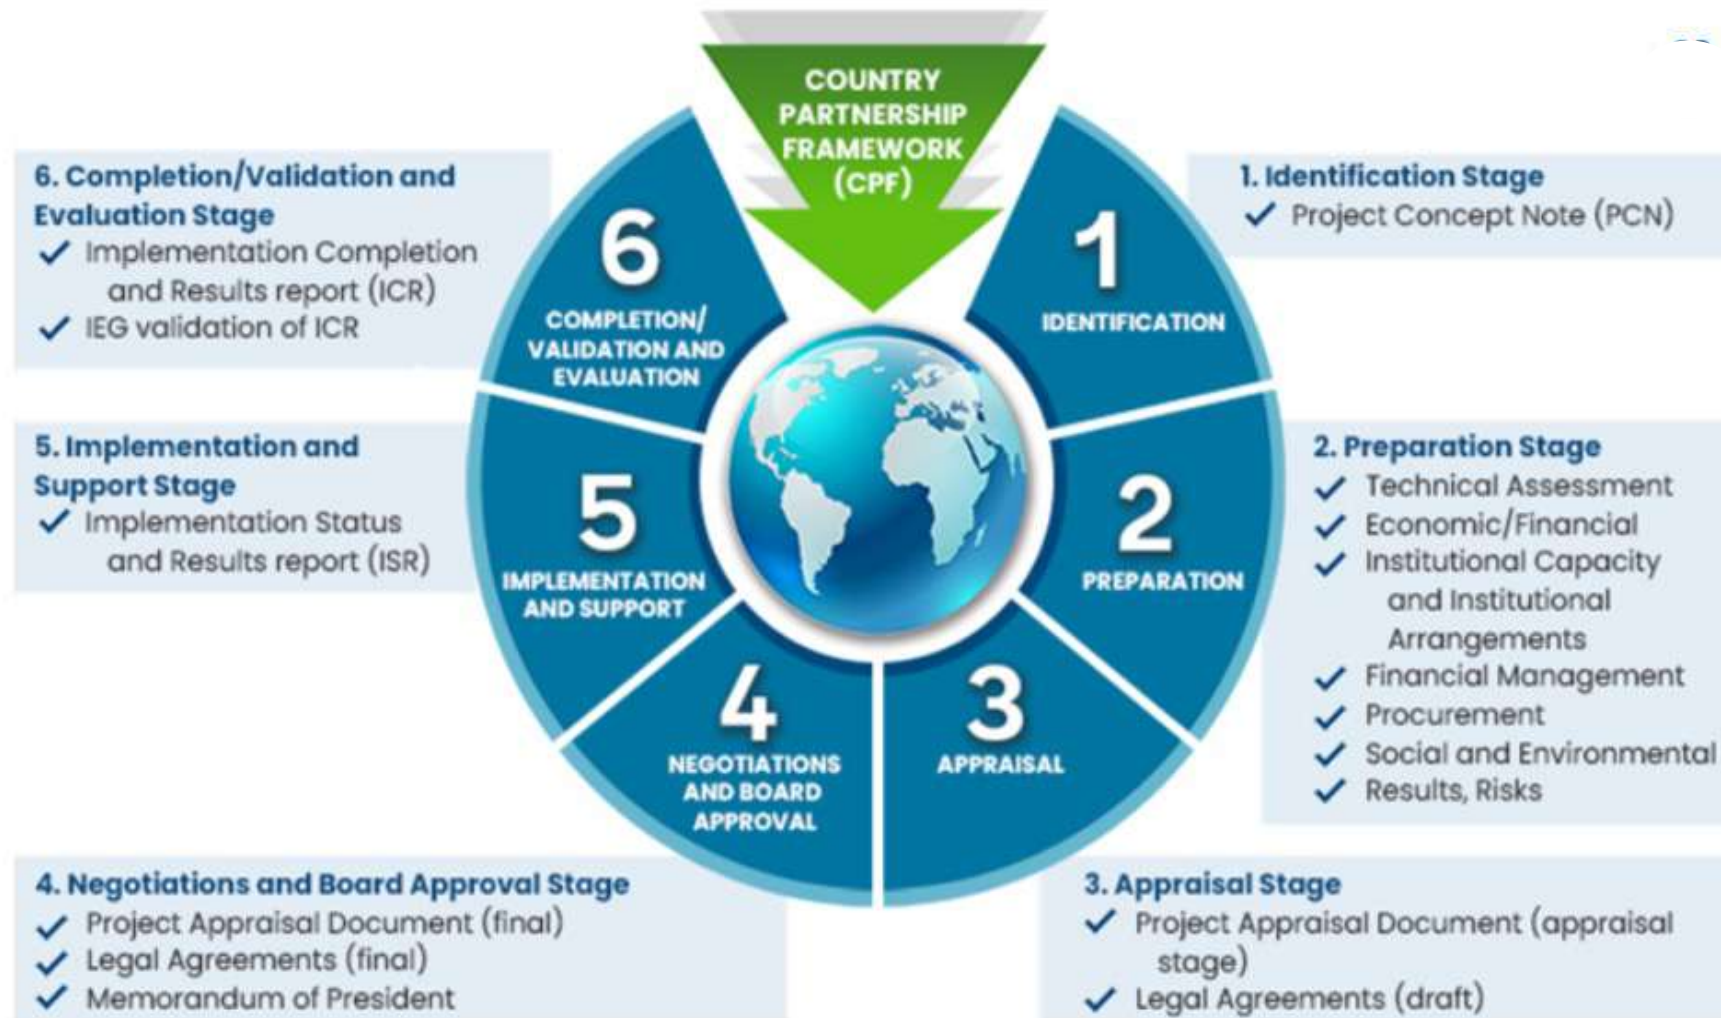 COUNTRY
PARTNERSHIP
FRAMEWORK
(CPF)
1
IDENTIFICATION
2
PREPARATION
3
APPRAISAL
4
NEGOTIATIONS
AND BOARD
APPROVAL
5
IMPLEMENTATION
AND SUPPORT
6
COMPLETION/
VALIDATION AND
EVALUATION
1. Identification Stage
✓ Project Concept Note (PCN)
2. Preparation Stage
✓ Technical Assessment
✓ Economic/Financial
✓ Institutional Capacity
and Institutional
Arrangements
✓ Financial Management
✓ Procurement
✓ Social and Environmental
✓ Results, Risks
3. Appraisal Stage
✓ Project Appraisal Document (appraisal
stage)
✓ Legal Agreements (draft)
4. Negotiations and Board Approval Stage
✓ Project Appraisal Document (final)
✓ Legal Agreements (final)
✓ Memorandum of President
5. Implementation and
Support Stage
✓ Implementation Status
and Results report (ISR)
6. Completion/Validation and
Evaluation Stage
✓ Implementation Completion
and Results report (ICR)
✓ IEG validation of ICR